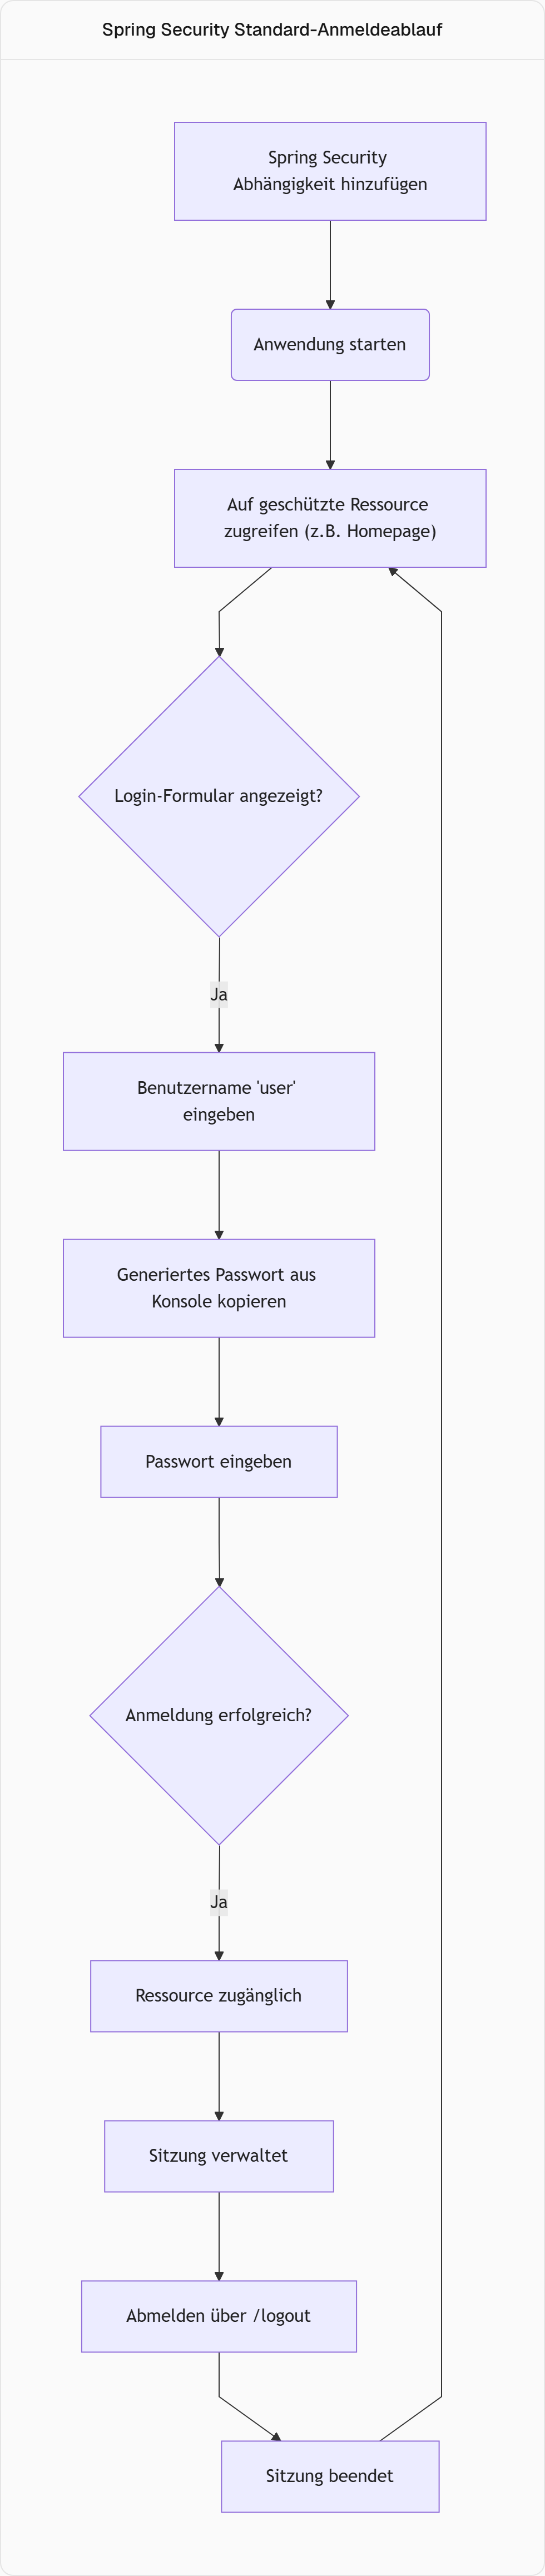 Spring Security Standard-Anmeldeablauf
Spring Security
Abhängigkeit hinzufügen
Anwendung starten
Auf geschützte Ressource
zugreifen (z.B. Homepage)
Login-Formular angezeigt?
Ja
Benutzername 'user'
eingeben
Generiertes Passwort aus
Konsole kopieren
Passwort eingeben
Anmeldung erfolgreich?
Ja
Ressource zugänglich
Sitzung verwaltet
Abmelden über /logout
Sitzung beendet